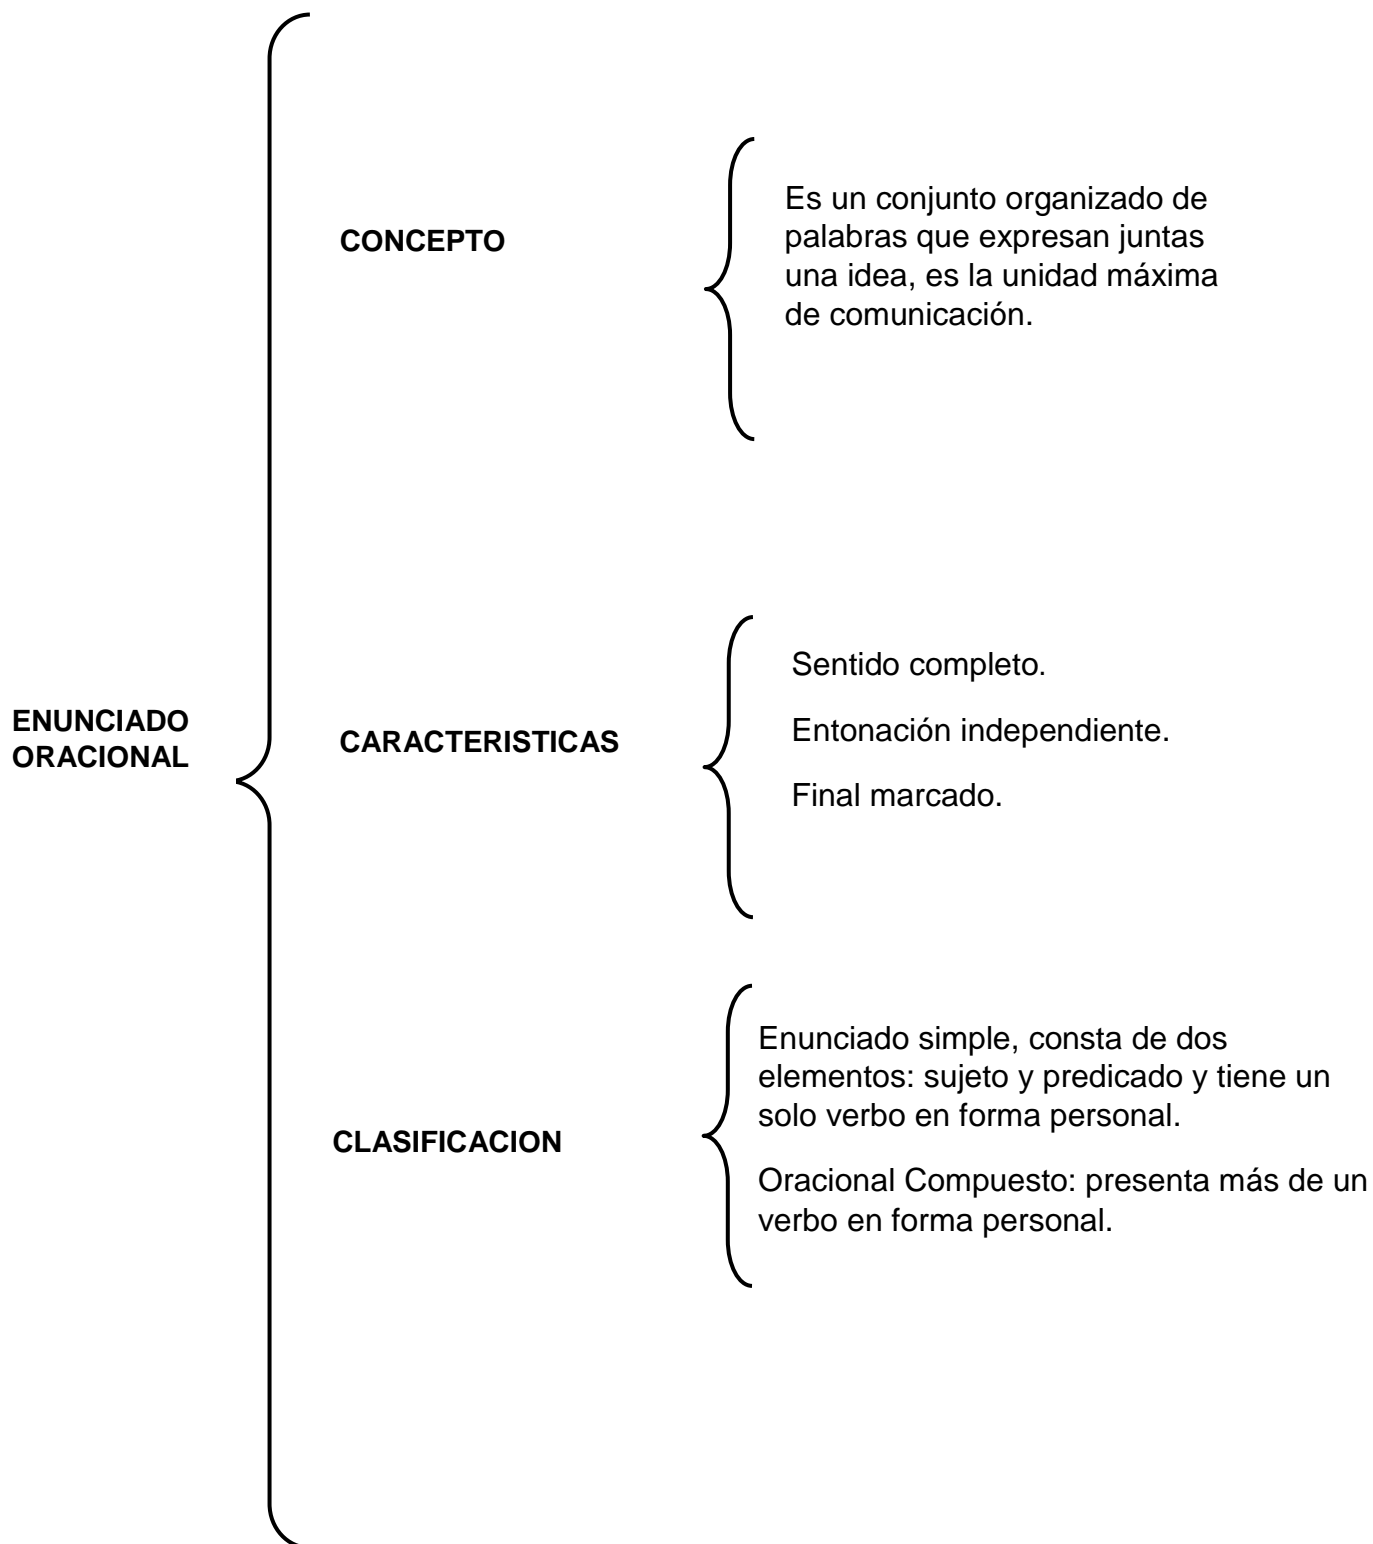 ENUNCIADO
ORACIONAL
CONCEPTO
Es un conjunto organizado de
palabras que expresan juntas
una idea, es la unidad máxima
de comunicación.
CARACTERISTICAS
Sentido completo.
Entonación independiente.
Final marcado.
CLASIFICACION
Enunciado simple, consta de dos
elementos: sujeto y predicado y tiene un
solo verbo en forma personal.
Oracional Compuesto: presenta más de un
verbo en forma personal.